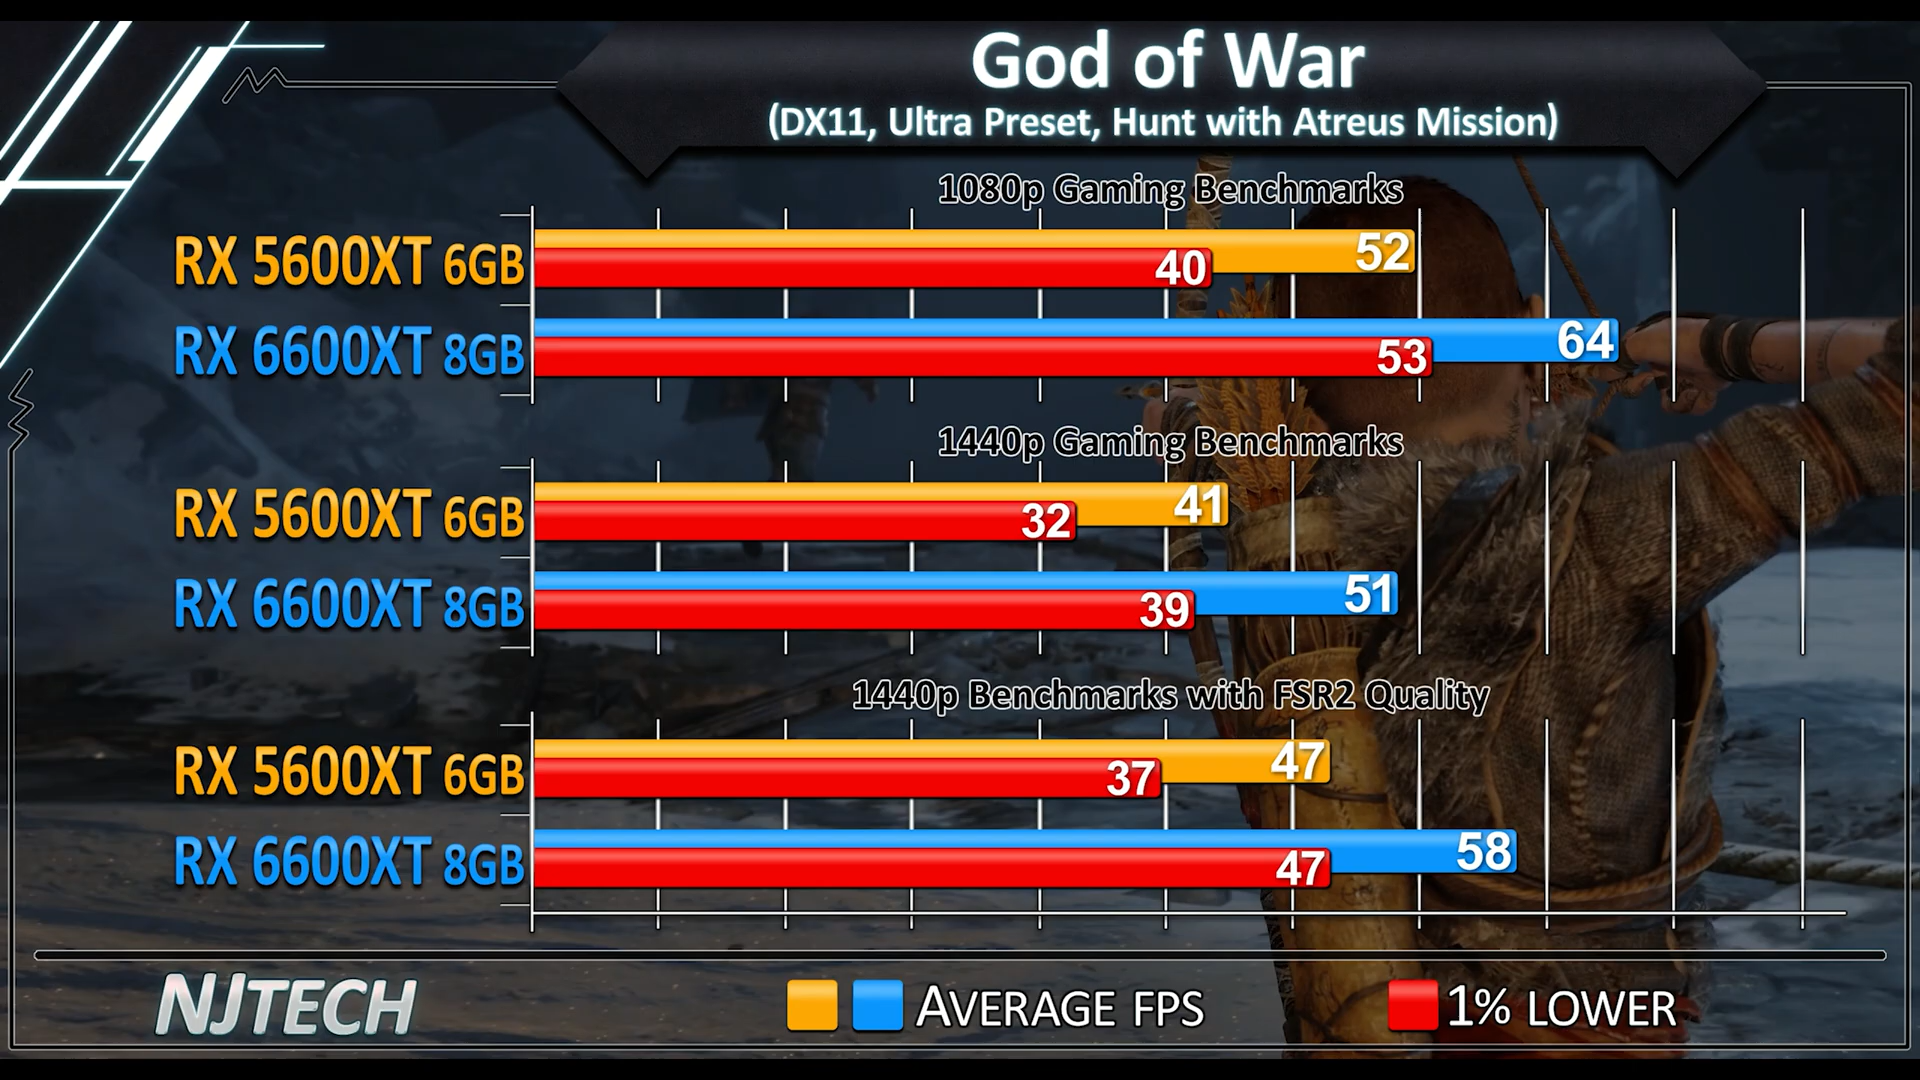 God of War
(DX11, Ultra Preset, Hunt with Atreus Mission)
1080p Gaming Benchmarks
RX 5600XT 6GB 40 52
RX 6600XT 8GB 53 64
1440p Gaming Benchmarks
RX 5600XT 6GB 32 41
RX 6600XT 8GB 39 51
1440p Benchmarks with FSR2 Quality
RX 5600XT 6GB 37 47
RX 6600XT 8GB 47 58
NJTECH AVERAGE FPS 1% LOWER